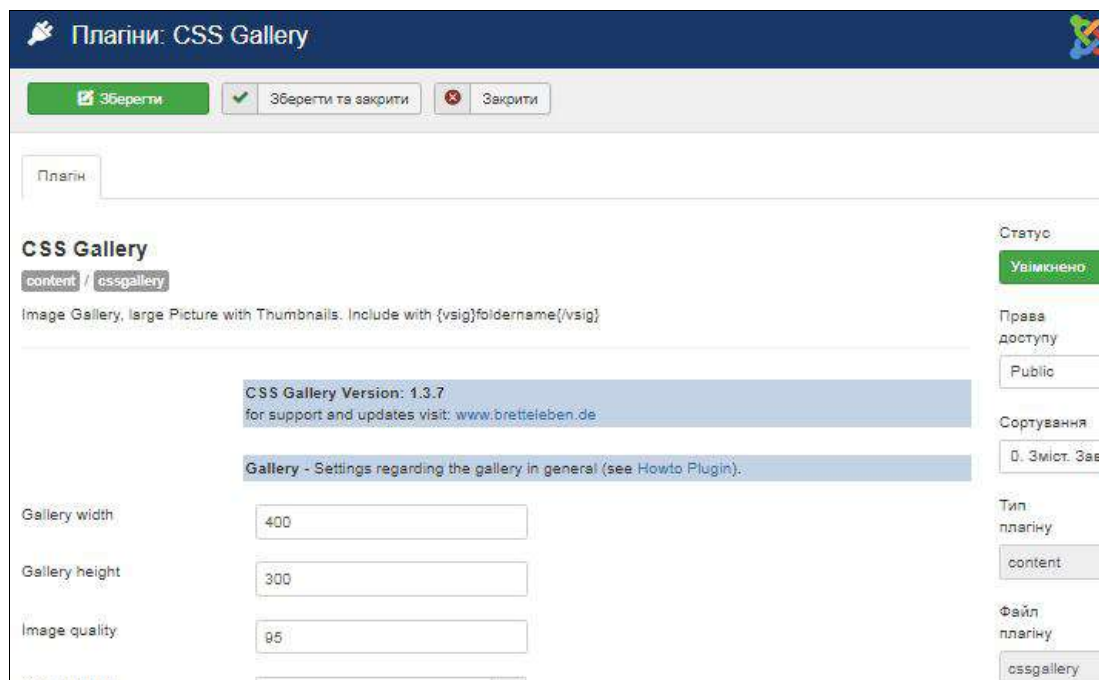 Плагіни: CSS Gallery
Зберегти
Зберегти та закрити
Закрити
Плагін
CSS Gallery
content / cssgallery
Image Gallery, large Picture with Thumbnails. Include with {vsig}foldername{/vsig}
CSS Gallery Version: 1.3.7
for support and updates visit: www.bretteleben.de
Gallery - Settings regarding the gallery in general (see Howto Plugin).
Gallery width
400
Gallery height
300
Image quality
95
Статус
Увімкнено
Права
доступу
Public
Сортування
0. Зміст. Зав
Тип
плагіну
content
Файл
плагіну
cssgallery